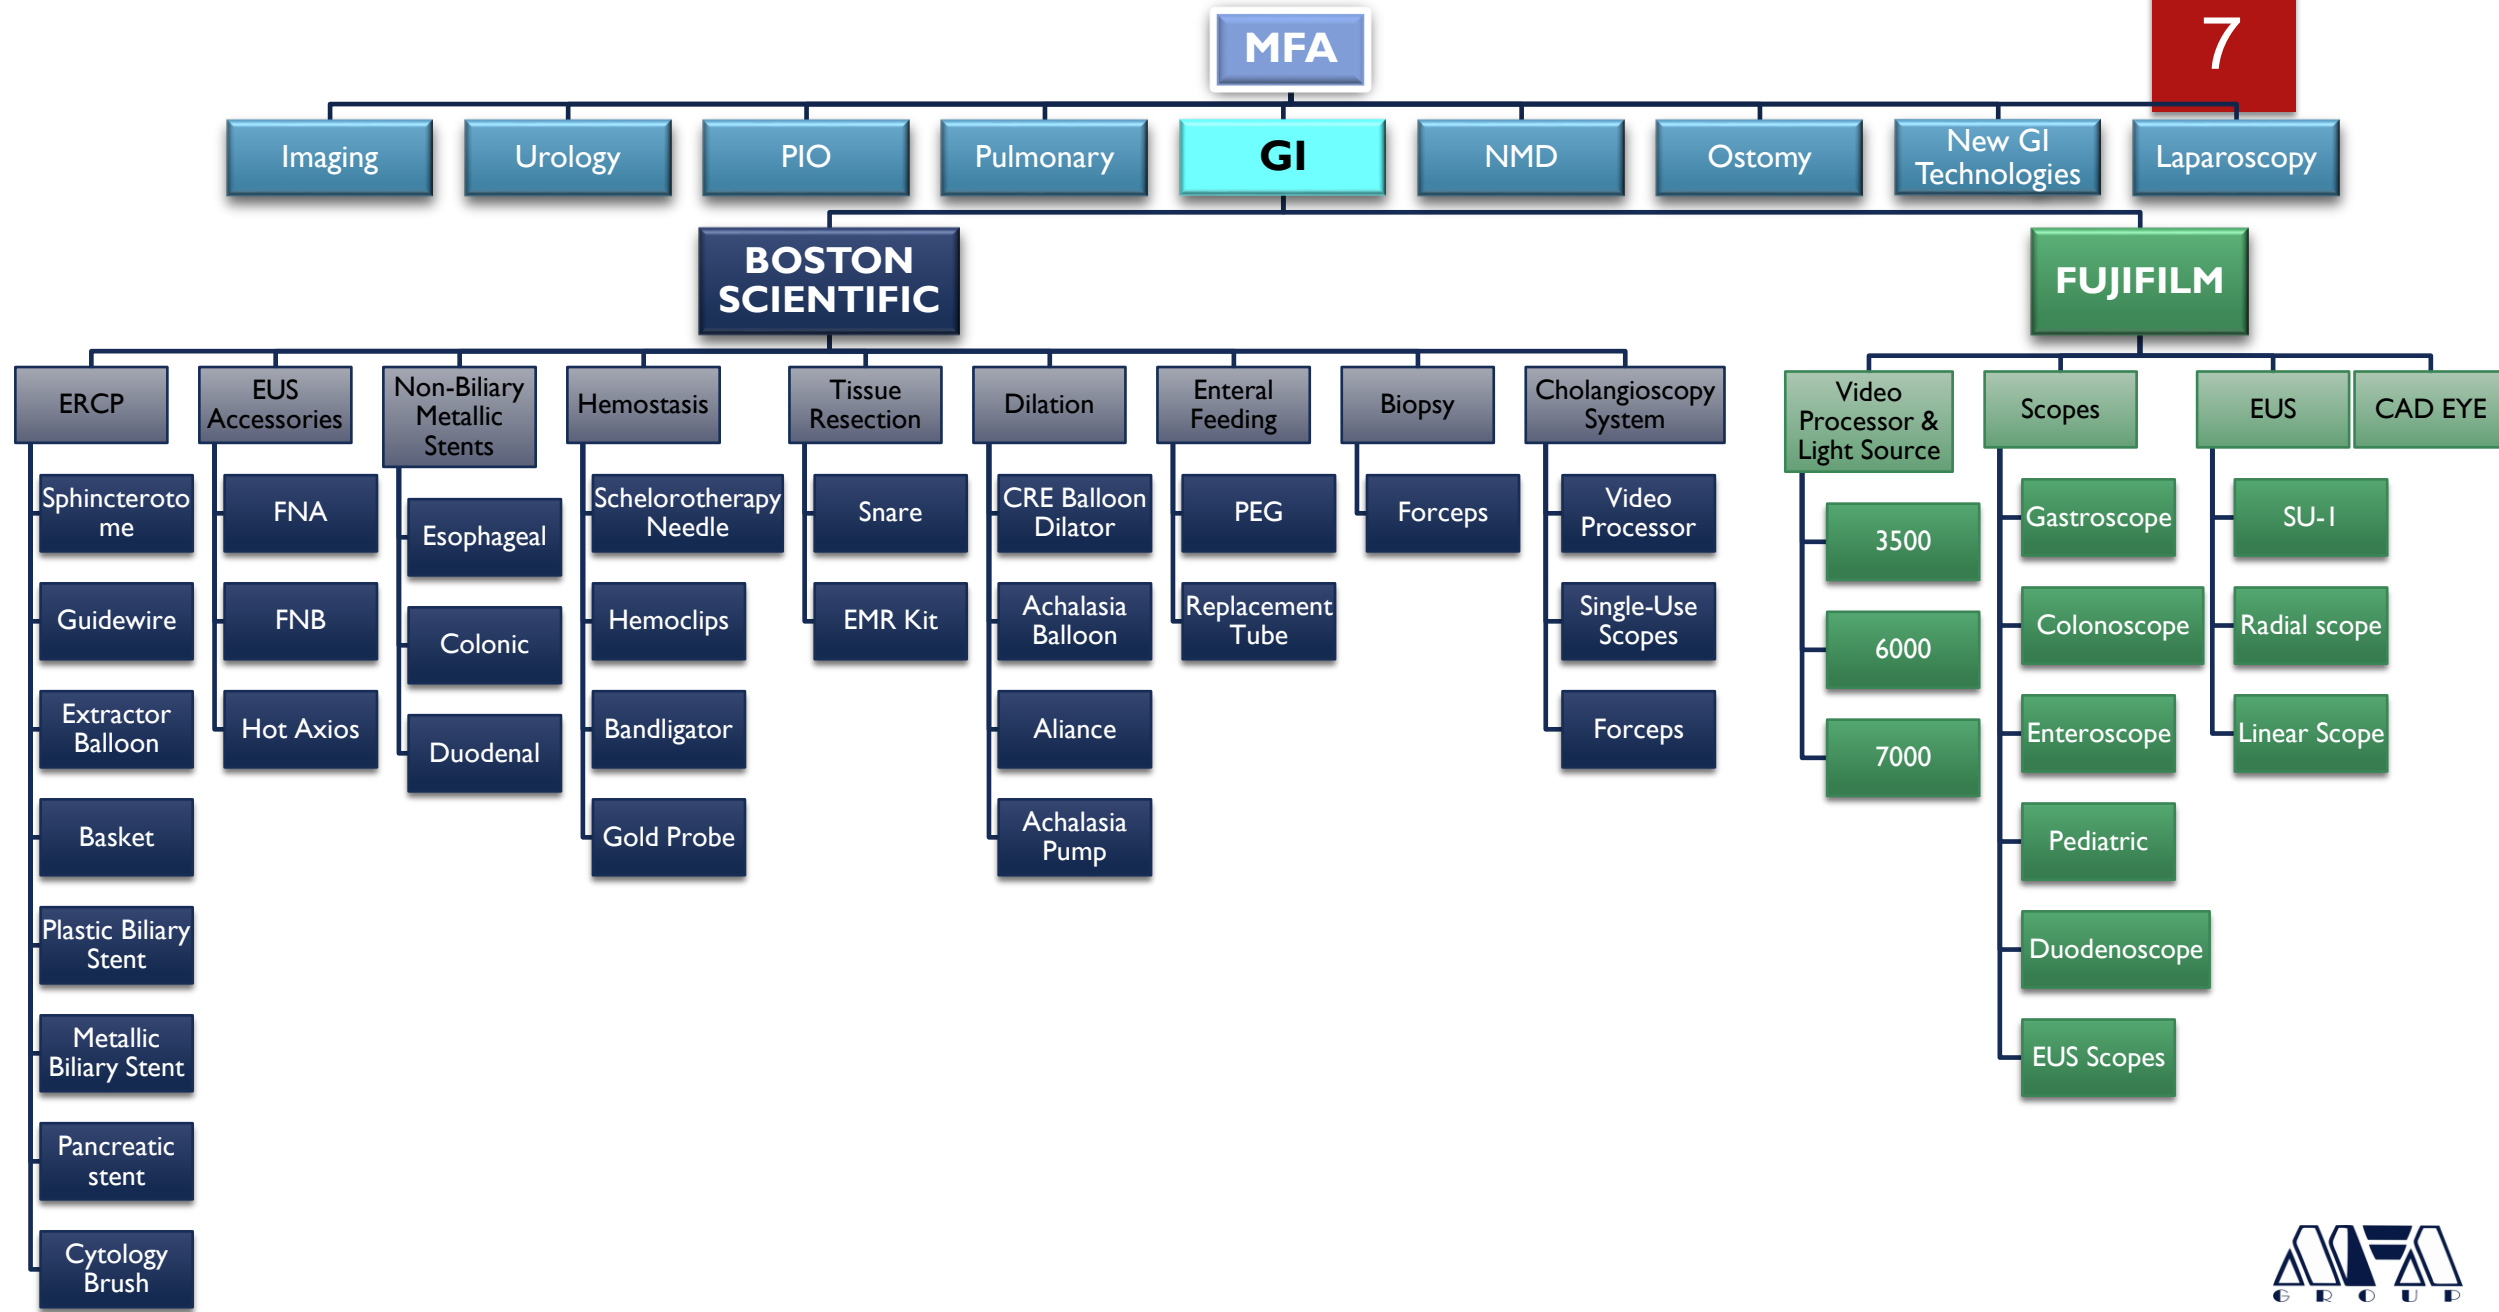 7
MFA
Imaging
Urology
PIO
Pulmonary
GI
NMD
Ostomy
New GI
Technologies
Laparoscopy
BOSTON
SCIENTIFIC
FUJIFILM
ERCP
Sphincteroto
me
Guidewire
Extractor
Balloon
Basket
Plastic Biliary
Stent
Metallic
Biliary Stent
Pancreatic
stent
Cytology
Brush
EUS
Accessories
FNA
FNB
Hot Axios
Non-Biliary
Metallic
Stents
Esophageal
Colonic
Duodenal
Hemostasis
Schelorotherapy
Needle
Hemoclips
Bandligator
Gold Probe
Tissue
Resection
Snare
EMR Kit
Dilation
CRE Balloon
Dilator
Achalasia
Balloon
Aliance
Achalasia
Pump
Enteral
Feeding
PEG
Replacement
Tube
Biopsy
Forceps
Cholangioscopy
System
Video
Processor
Single-Use
Scopes
Forceps
Video
Processor &
Light Source
3500
6000
7000
Scopes
Gastroscope
Colonoscope
Enteroscope
Pediatric
Duodenoscope
EUS Scopes
EUS
SU-1
Radial scope
Linear Scope
CAD EYE
MFA
GROUP